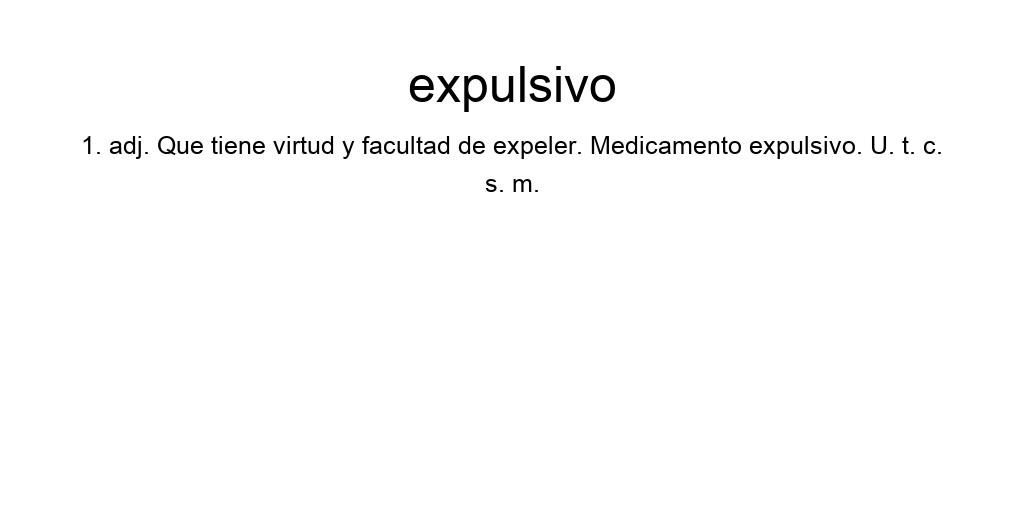 expulsivo
1. adj. Que tiene virtud y facultad de expeler. Medicamento expulsivo. U. t. c.
s. m.